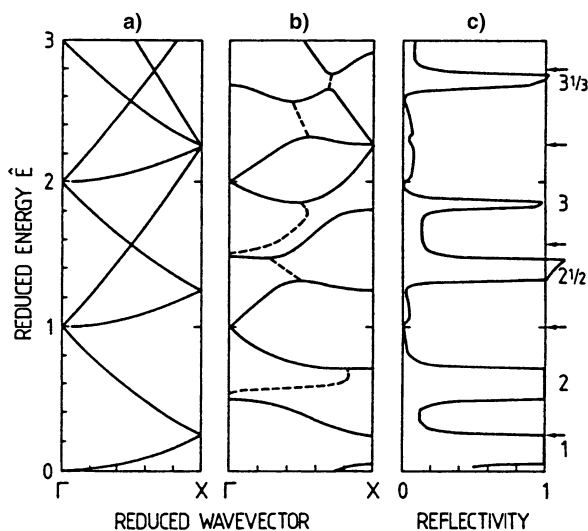 a) b) c)
3
2
1
0
REDUCED ENERGY Ê
Γ X Γ X 0 1
REDUCED WAVEVECTOR REFLECTIVITY
3 1/3
3
2 1/2
2
1